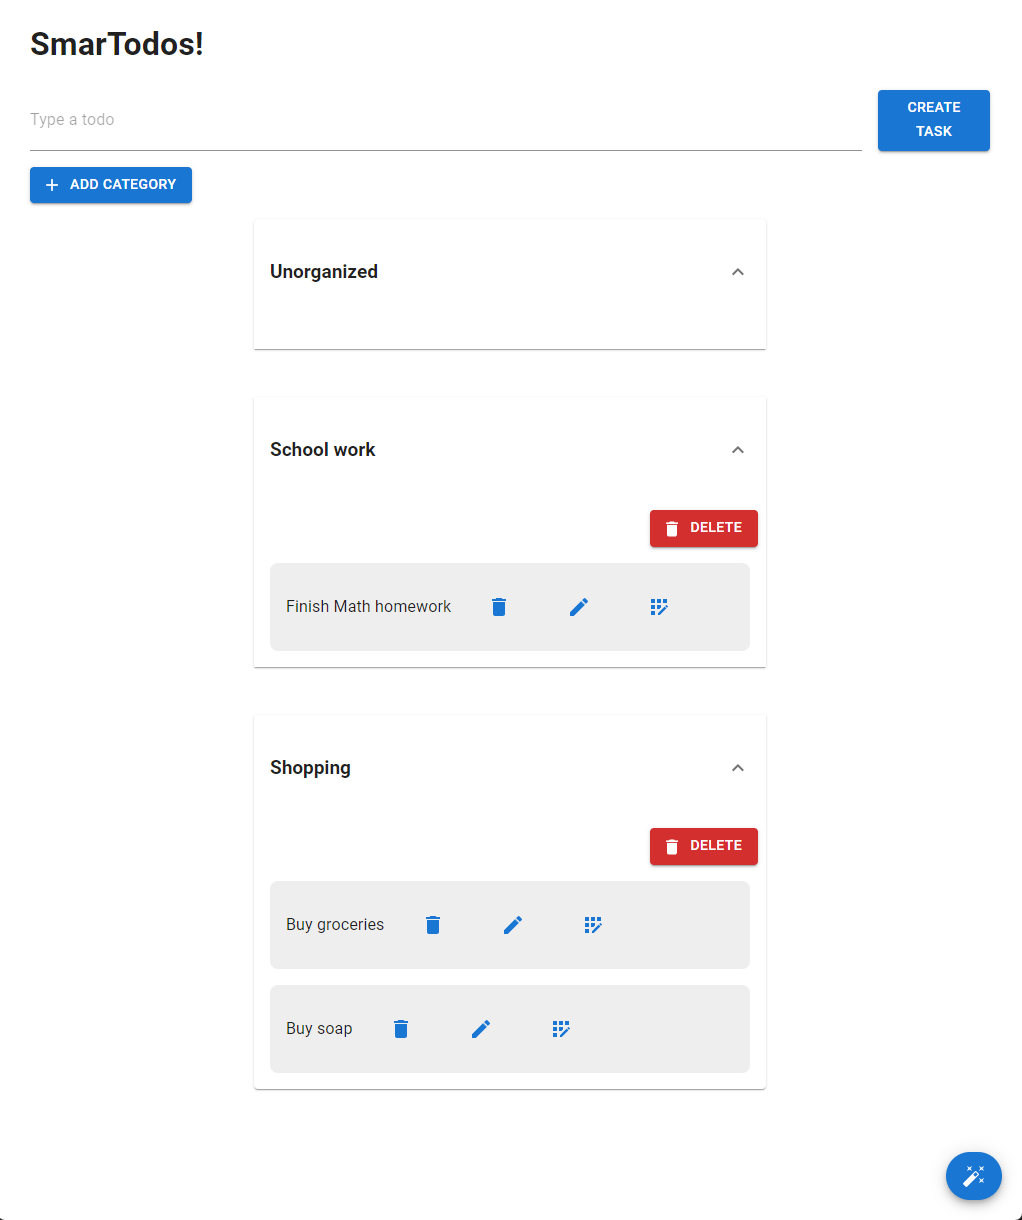 SmarTodos!
Type a todo
CREATE
TASK
ADD CATEGORY
Unorganized
School work
DELETE
Finish Math homework
Shopping
DELETE
Buy groceries
Buy soap